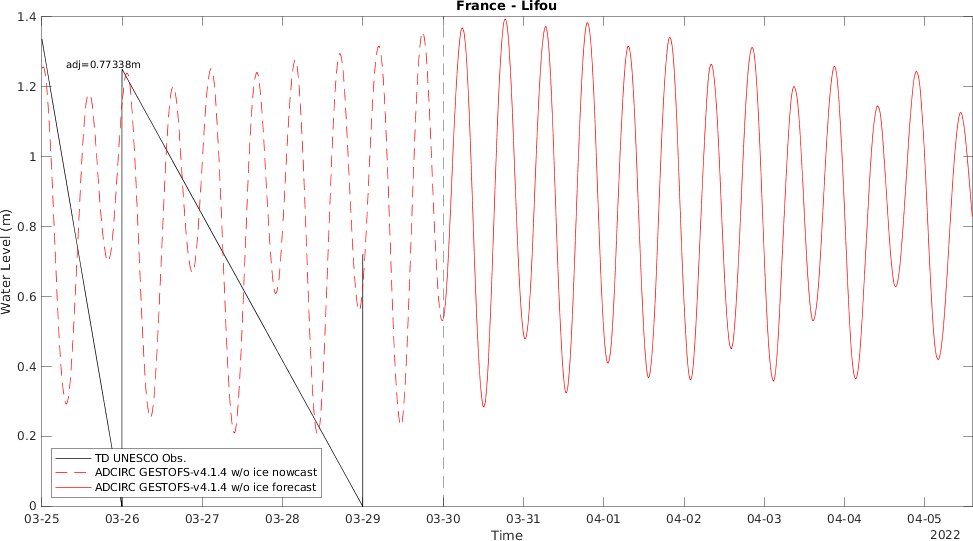 France - Lifou
1.4
1.2
1
0.8
0.6
0.4
0.2
0
Water Level (m)
adj=0.77338m
TD UNESCO Obs.
ADCIRC GESTOFS-v4.1.4 w/o ice nowcast
ADCIRC GESTOFS-v4.1.4 w/o ice forecast
03-25 03-26 03-27 03-28 03-29 03-30 03-31 04-01 04-02 04-03 04-04 04-05
Time
2022